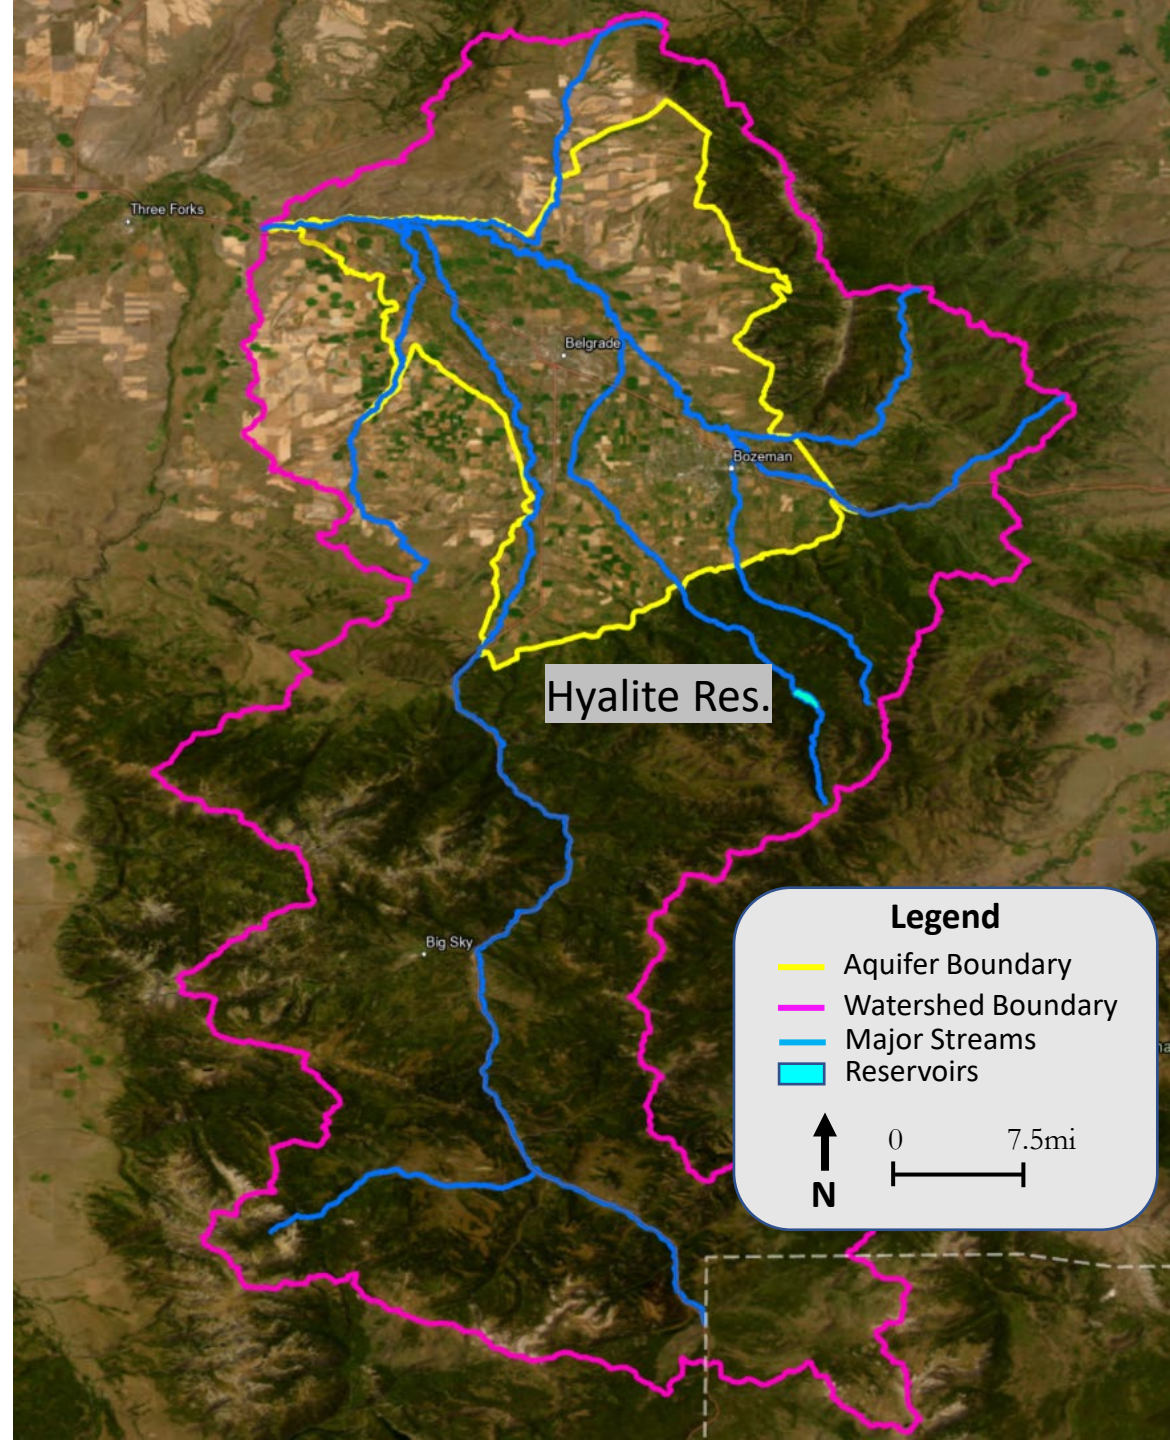 Three Forks
Belgrade
Bozeman
Hyalite Res.
Big Sky
Legend
Aquifer Boundary
Watershed Boundary
Major Streams
Reservoirs
0 7.5mi
N